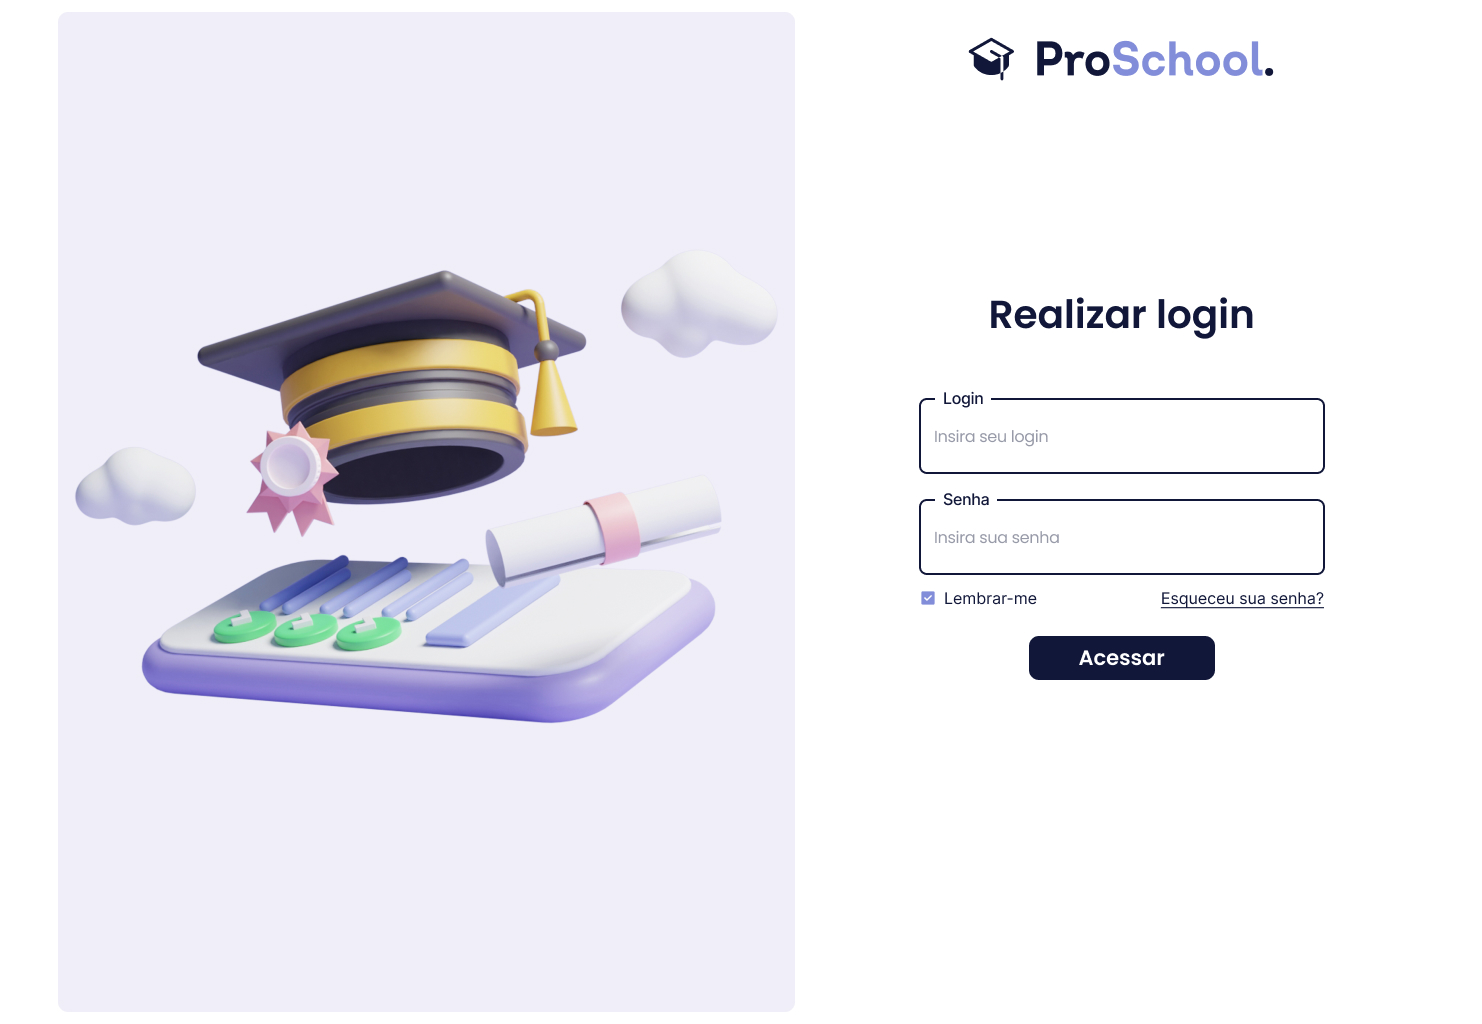 ProSchool.
Realizar login
Login
Insira seu login
Senha
Insira sua senha
Lembrar-me
Esqueceu sua senha?
Acessar